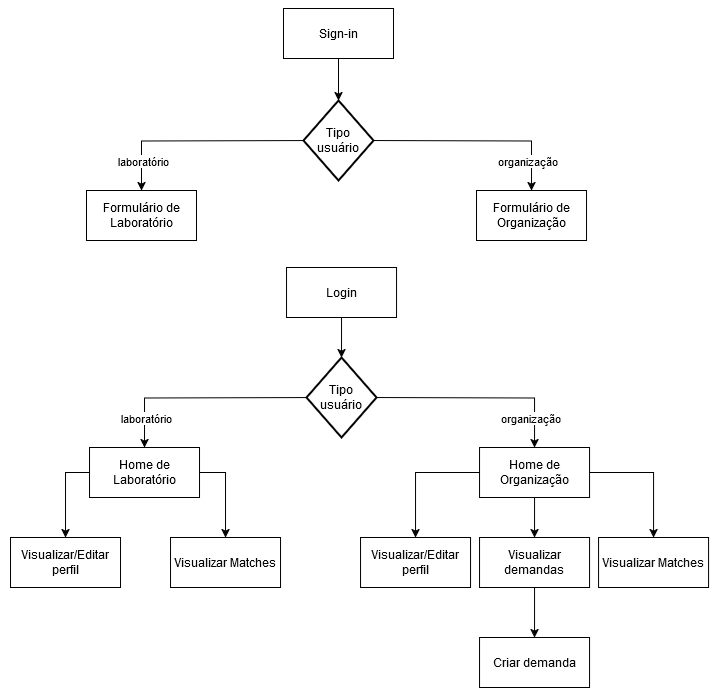 Sign-in
Tipo
usuário
laboratório
organização
Formulário de
Laboratório
Formulário de
Organização
Login
Tipo
usuário
laboratório
organização
Home de
Laboratório
Home de
Organização
Visualizar/Editar
perfil
Visualizar Matches
Visualizar/Editar
perfil
Visualizar
demandas
Visualizar Matches
Criar demanda